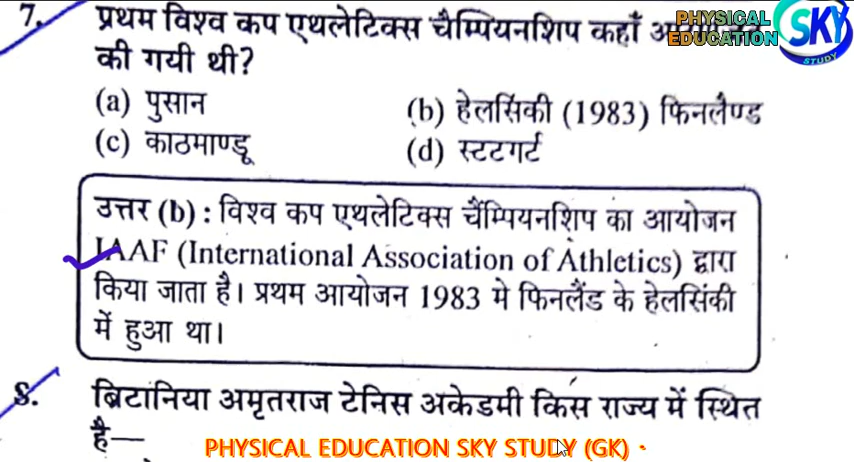 7. प्रथम विश्व कप एथलेटिक्स चैम्पियनशिप कहाँ
PHYSICAL EDUCATION
SKY
STUDY
की गयी थी?
(a) पुसान (b) हेलसिंकी (1983) फिनलैण्ड
(c) काठमाण्डू (d) स्टटगर्ट
उत्तर (b) : विश्व कप एथलेटिक्स चैंम्पियनशिप का आयोजन
IAAF (International Association of Athletics) द्वारा
किया जाता है। प्रथम आयोजन 1983 मे फिनलैंड के हेलसिंकी
में हुआ था।
8. ब्रिटानिया अमृतराज टेनिस अकेडमी किस राज्य में स्थित
है—
PHYSICAL EDUCATION SKY STUDY (GK)